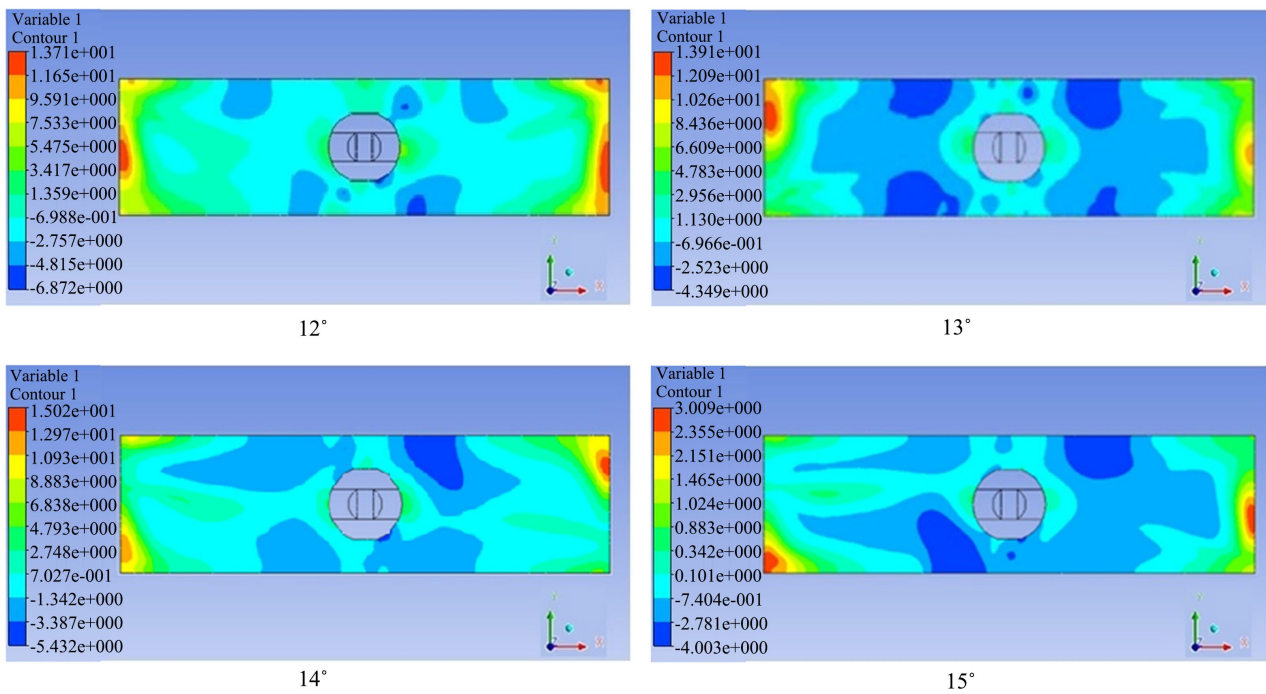 Variable 1
Contour 1
1.371e+001
1.165e+001
9.591e+000
7.533e+000
5.475e+000
3.417e+000
1.359e+000
-6.988e-001
-2.757e+000
-4.815e+000
-6.872e+000
Y
X
12°
Variable 1
Contour 1
1.391e+001
1.209e+001
1.026e+001
8.436e+000
6.609e+000
4.783e+000
2.956e+000
1.130e+000
-6.966e-001
-2.523e+000
-4.349e+000
Y
X
13°
Variable 1
Contour 1
1.502e+001
1.297e+001
1.093e+001
8.883e+000
6.838e+000
4.793e+000
2.748e+000
7.027e-001
-1.342e+000
-3.387e+000
-5.432e+000
Y
X
14°
Variable 1
Contour 1
3.009e+000
2.355e+000
2.151e+000
1.465e+000
1.024e+000
0.883e+000
0.342e+000
0.101e+000
-7.404e-001
-2.781e+000
-4.003e+000
Y
X
15°